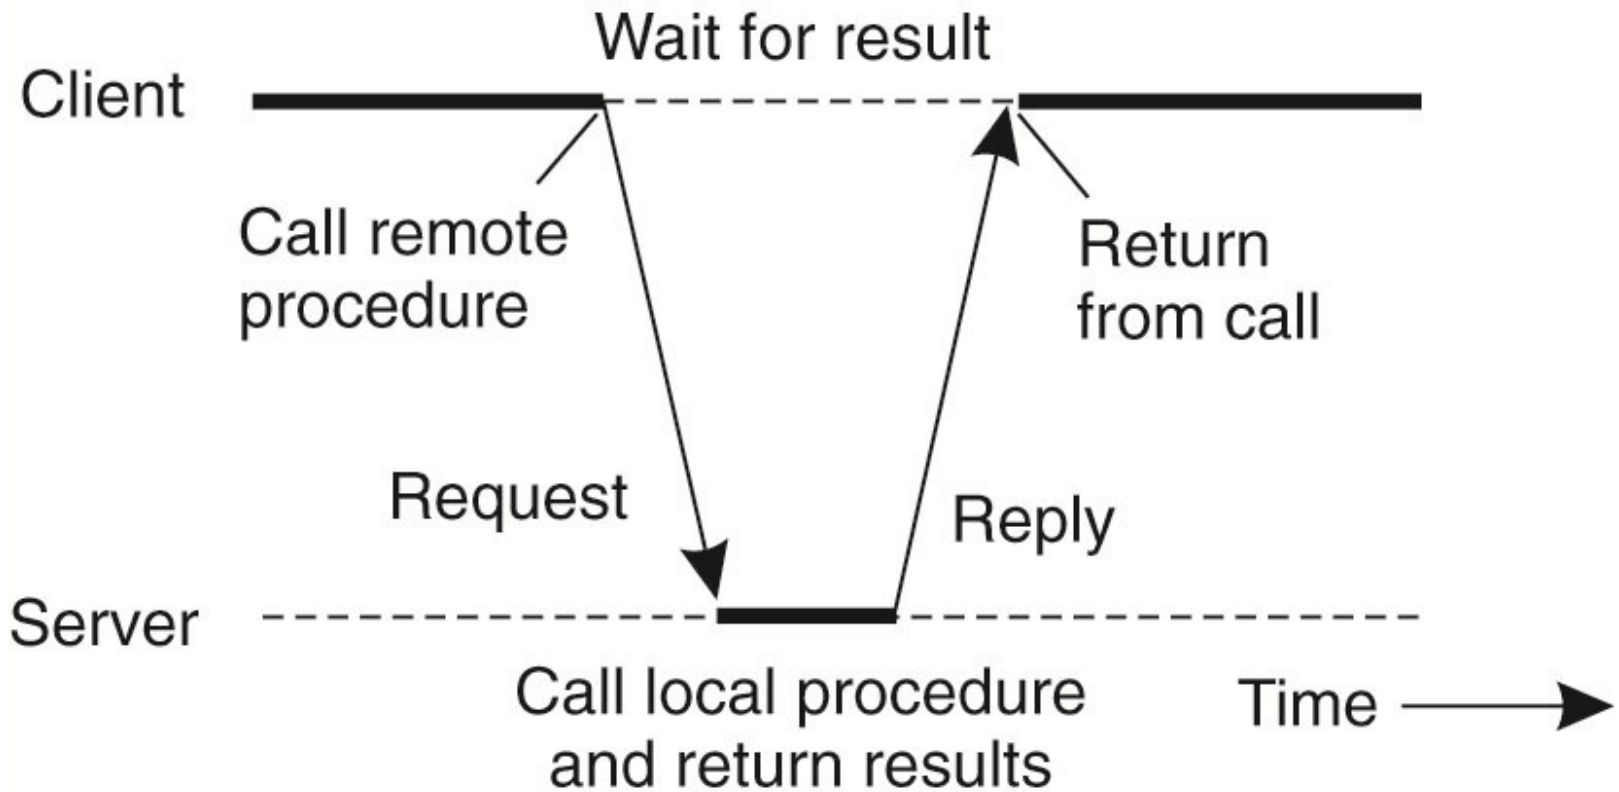 Wait for result
Client
Call remote
procedure
Return
from call
Request
Reply
Server
Call local procedure
and return results
Time